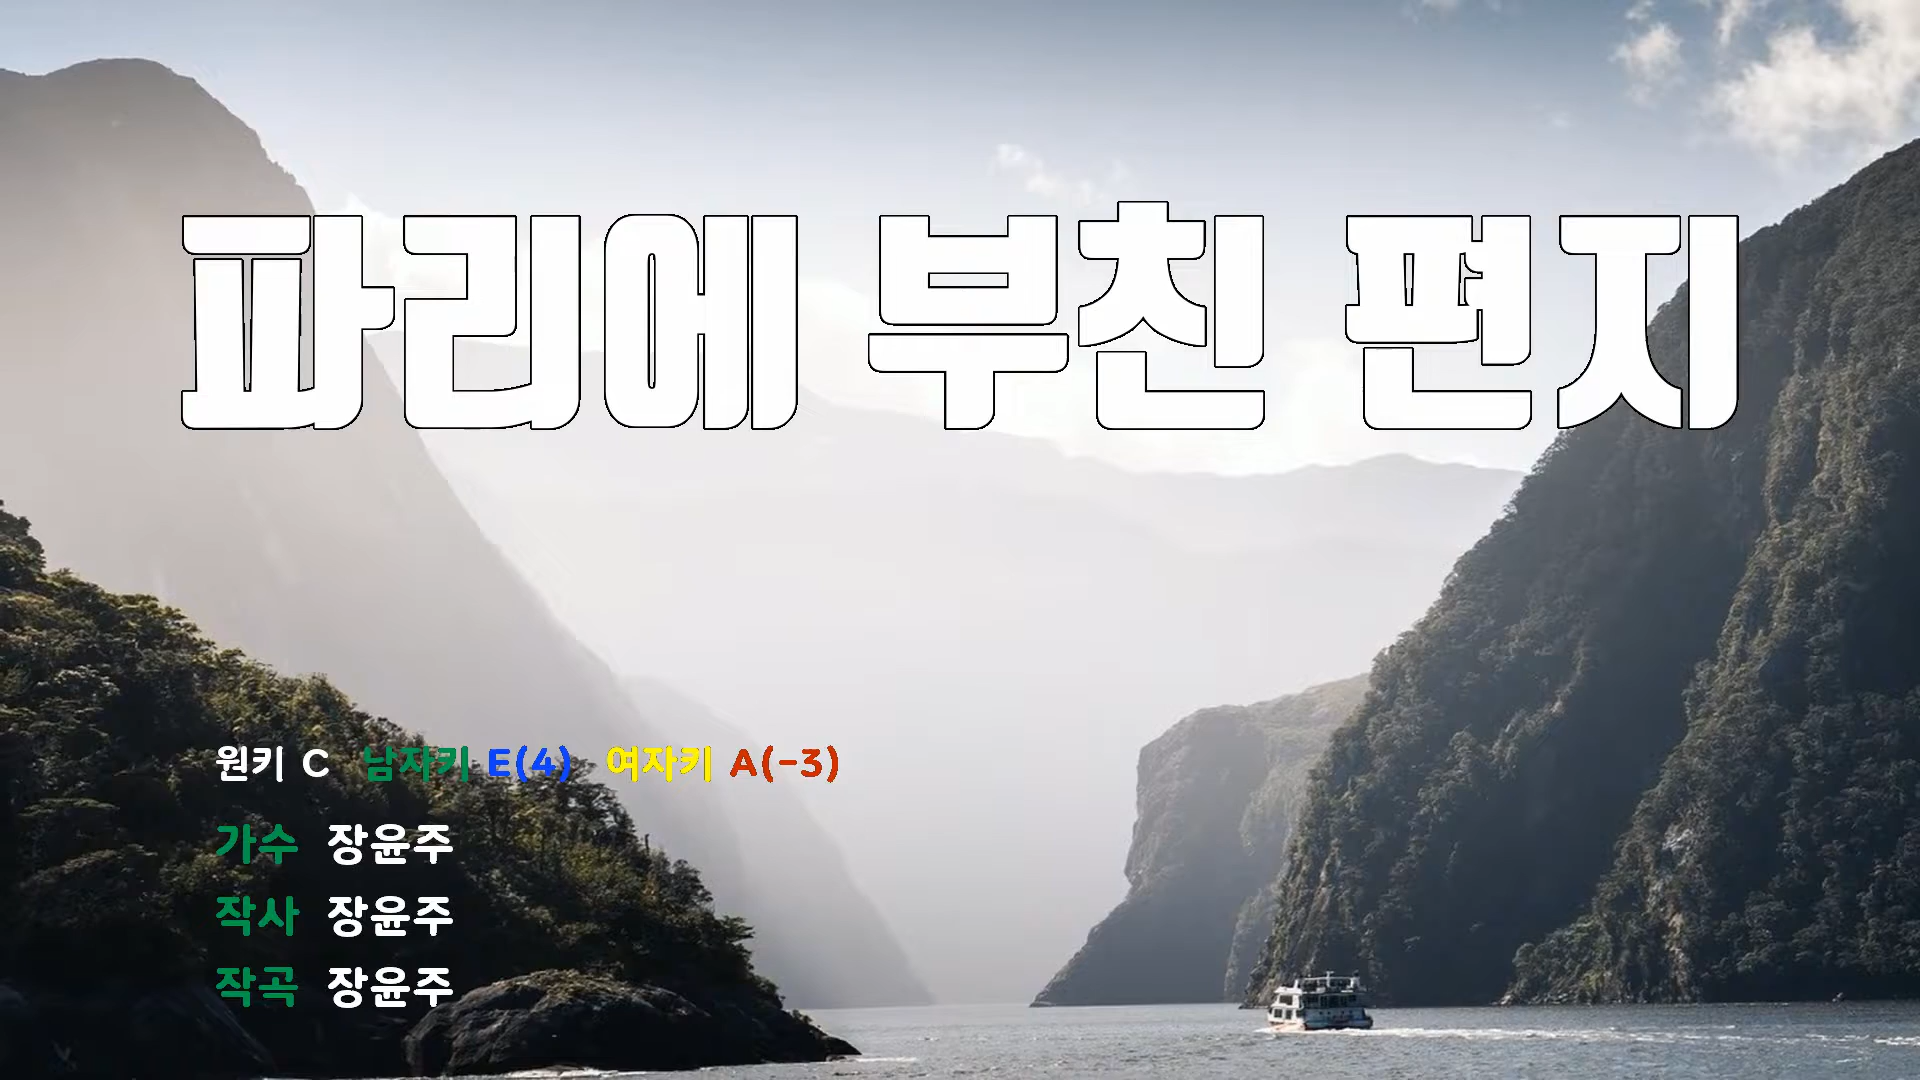 파리에 부친 편지
원키 C 남자키 E(4) 여자키 A(-3)
가수 장윤주
작사 장윤주
작곡 장윤주